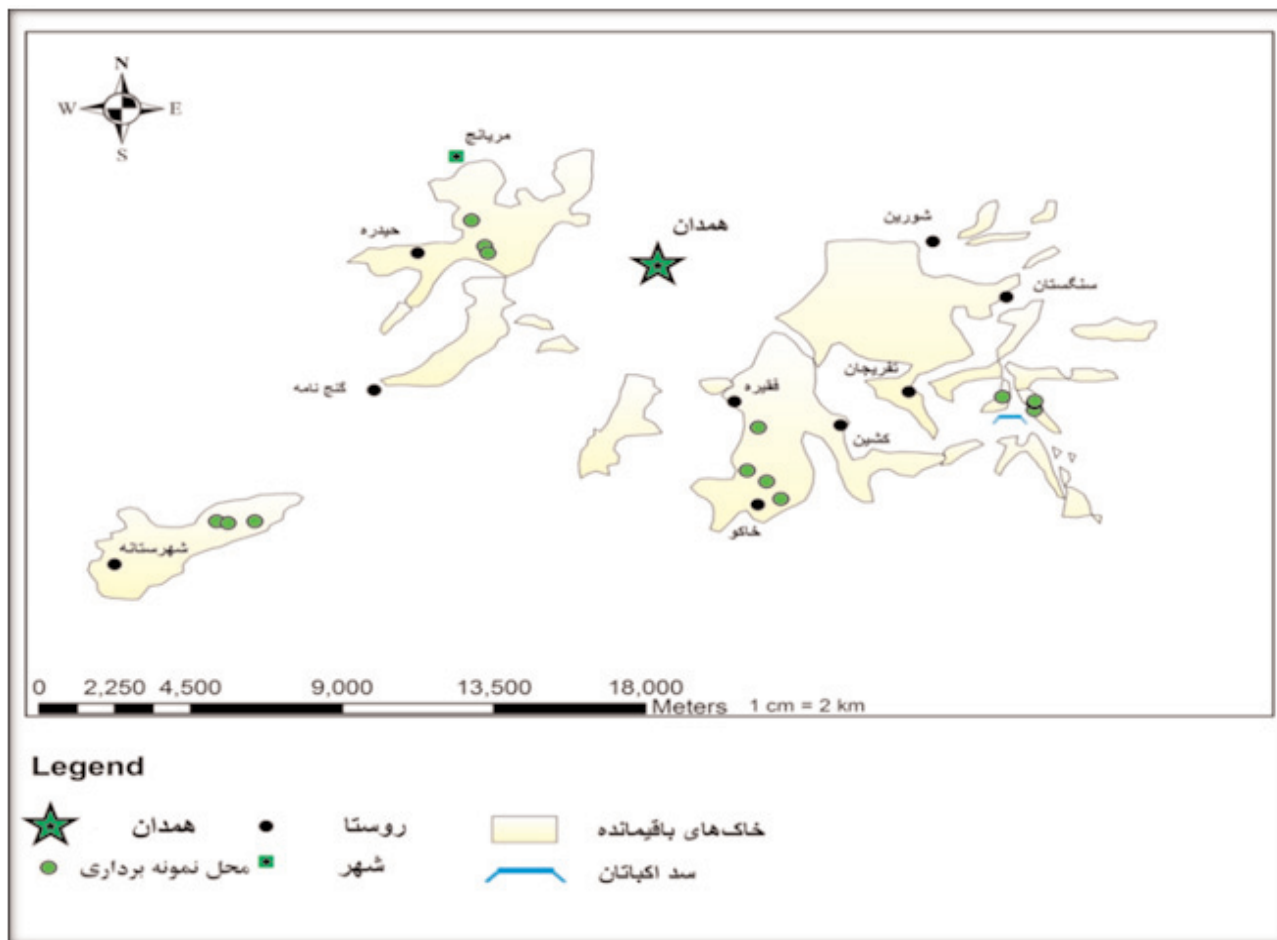 N
W E
S
مریانج
شورین
همدان
حیدره
سنگستان
تفریجان
گنج نامه
فقیره
کشین
خاکو
شهرستانه
0 2,250 4,500 9,000 13,500 18,000
Meters 1 cm = 2 km
Legend
همدان روستا خاک‌های باقیمانده
محل نمونه برداری شهر سد اکباتان